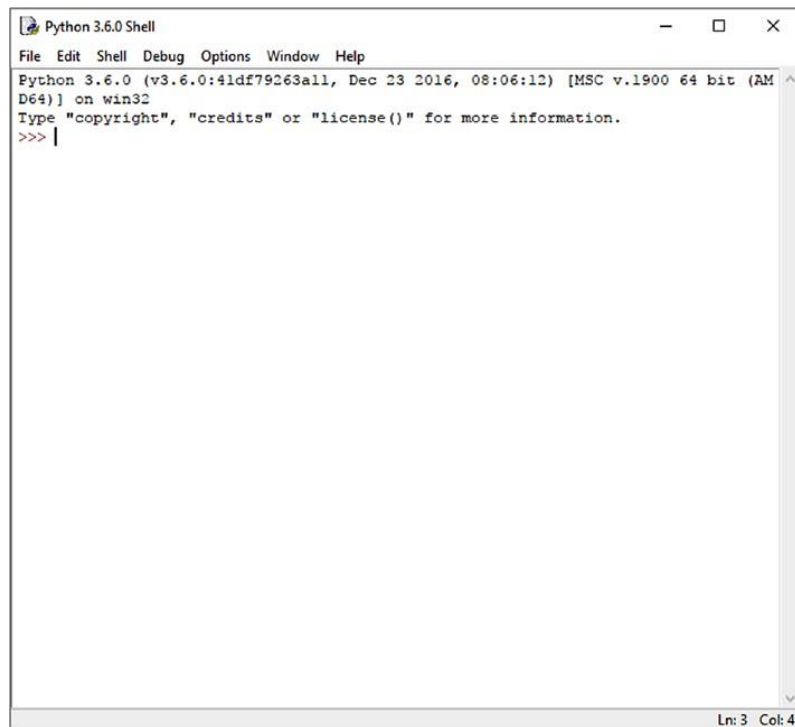 Python 3.6.0 Shell
File Edit Shell Debug Options Window Help
Python 3.6.0 (v3.6.0:41df79263a11, Dec 23 2016, 08:06:12) [MSC v.1900 64 bit (AM
D64)] on win32
Type "copyright", "credits" or "license()" for more information.
>>>
Ln: 3 Col: 4